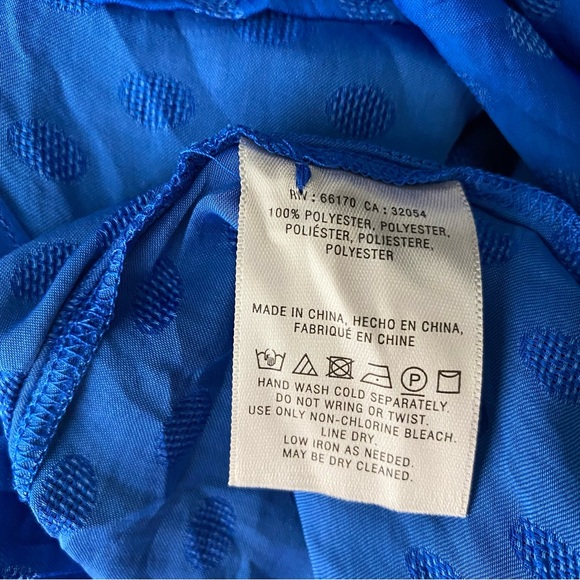 RN : 66170 CA : 32054
100% POLYESTER, POLYESTER,
POLIÉSTER, POLIESTERE,
POLYESTER
MADE IN CHINA, HECHO EN CHINA,
FABRIQUÉ EN CHINE
P
HAND WASH COLD SEPARATELY.
DO NOT WRING OR TWIST.
USE ONLY NON-CHLORINE BLEACH.
LINE DRY.
LOW IRON AS NEEDED.
MAY BE DRY CLEANED.